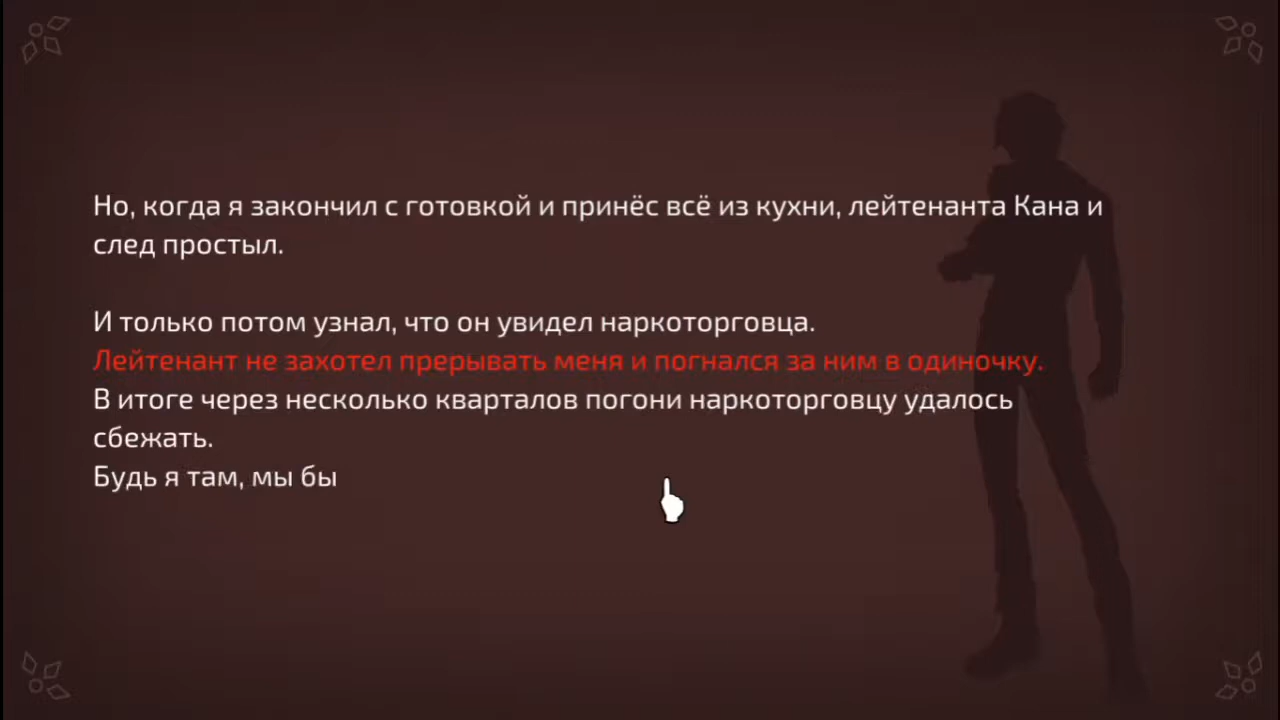 Но, когда я закончил с готовкой и принёс всё из кухни, лейтенанта Кана и
след простыл.
И только потом узнал, что он увидел наркоторговца.
Лейтенант не захотел прерывать меня и погнался за ним в одиночку.
В итоге через несколько кварталов погони наркоторговцу удалось
сбежать.
Будь я там, мы бы